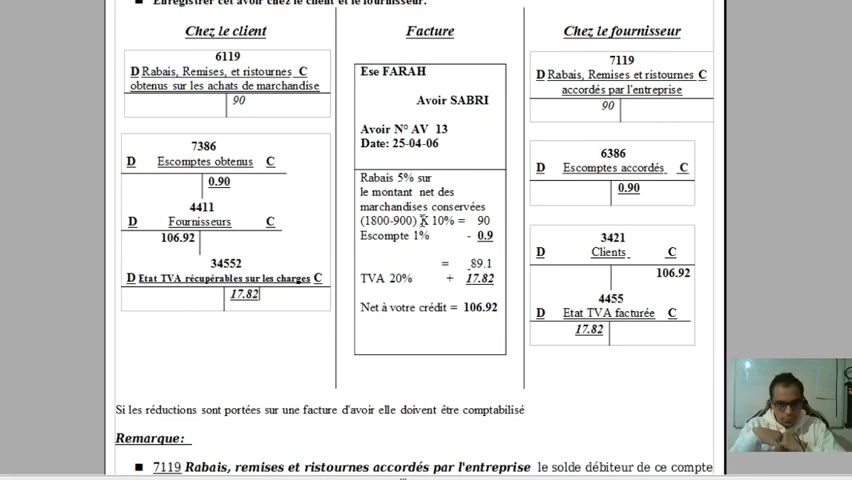 Enregistrer cet avoir chez le client et le fournisseur.
Chez le client
6119
D Rabais, Remises, et ristournes C
obtenus sur les achats de marchandise
90
7386
D Escomptes obtenus C
0.90
4411
D Fournisseurs C
106.92
34552
D Etat TVA récupérables sur les charges C
17.82
Facture
Ese FARAH
Avoir SABRI
Avoir N° AV 13
Date: 25-04-06
Rabais 5% sur
le montant net des
marchandises conservées
(1800-900) X 10% = 90
Escompte 1% - 0.9
= 89.1
TVA 20% + 17.82
Net à votre crédit = 106.92
Chez le fournisseur
7119
D Rabais, Remises et ristournes C
accordés par l'entreprise
90
6386
D Escomptes accordés C
0.90
3421
D Clients C
106.92
4455
D Etat TVA facturée C
17.82
Si les réductions sont portées sur une facture d'avoir elle doivent être comptabilisé
Remarque:
7119 Rabais, remises et ristournes accordés par l'entreprise le solde débiteur de ce compte